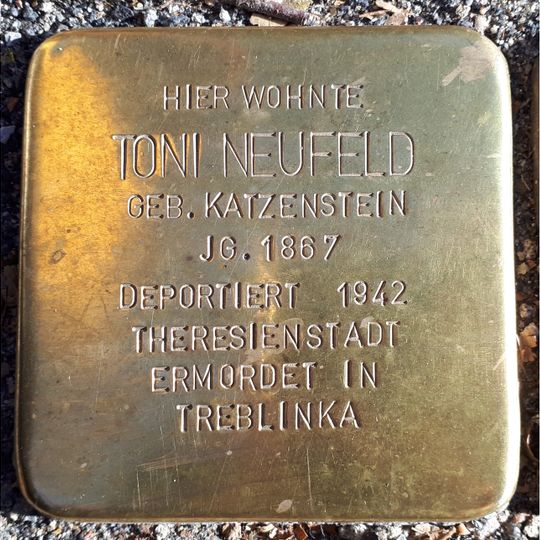 HIER WOHNTE
TONI NEUFELD
GEB. KATZENSTEIN
JG. 1867
DEPORTIERT 1942
THERESIENSTADT
ERMORDET IN
TREBLINKA